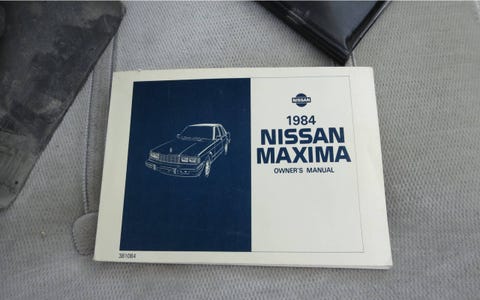 NISSAN
1984
NISSAN
MAXIMA
OWNER'S MANUAL
381084